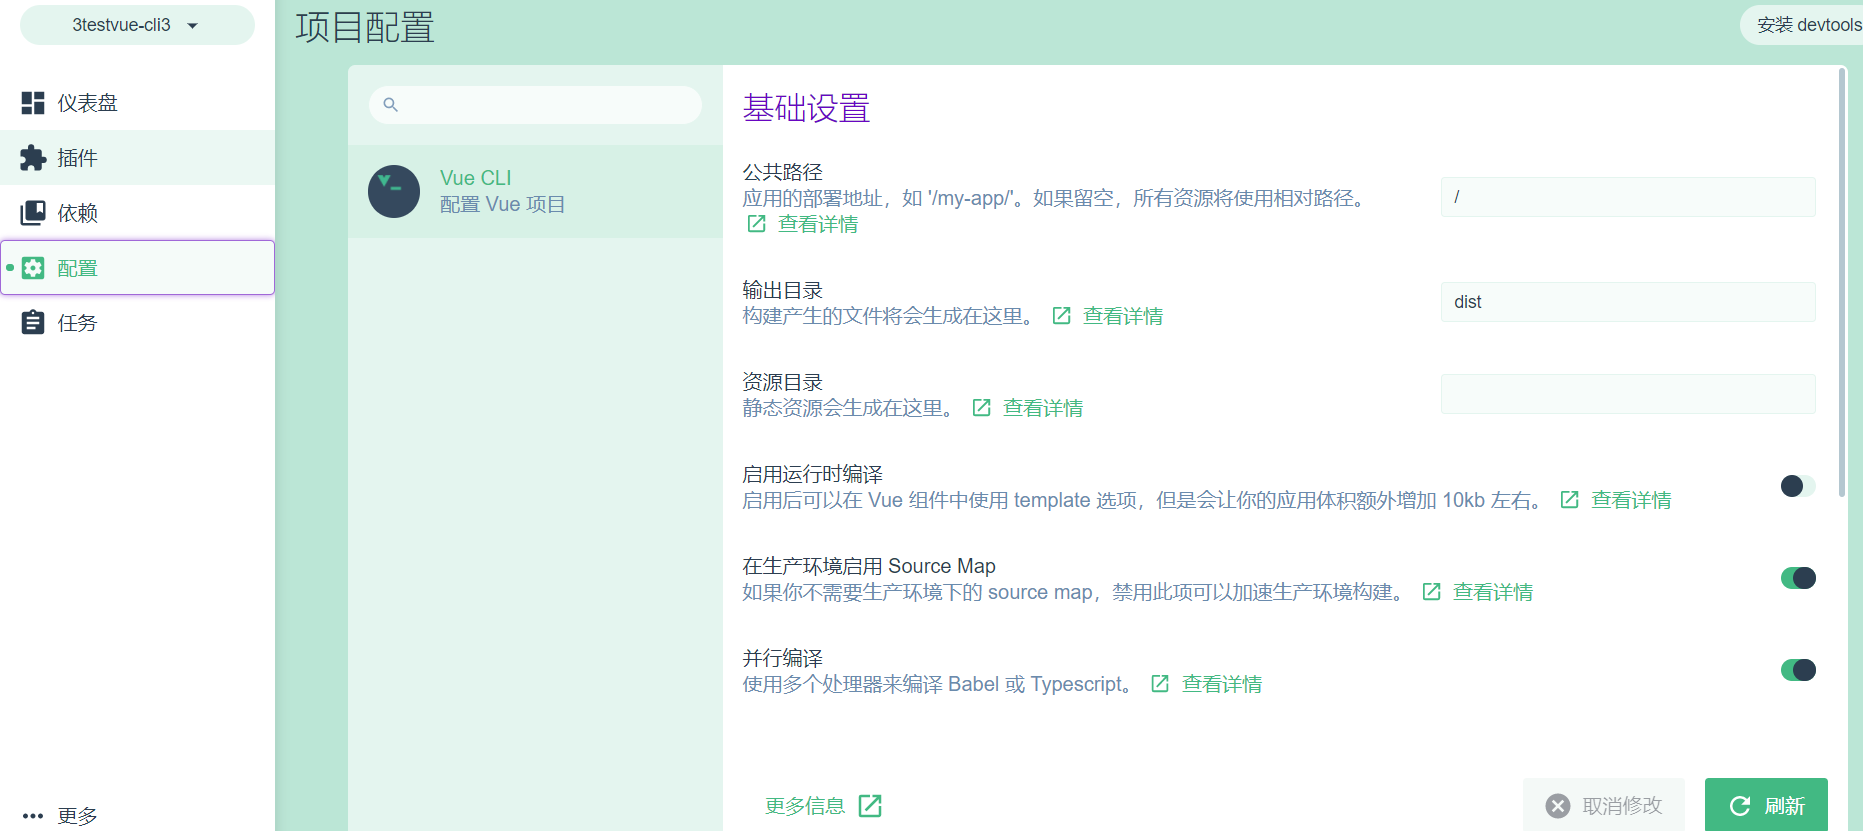 3testvue-cli3
项目配置
安装 devtools
仪表盘
插件
依赖
配置
任务
更多
Vue CLI
配置 Vue 项目
基础设置
公共路径
应用的部署地址，如 '/my-app/'。如果留空，所有资源将使用相对路径。
查看详情
/
输出目录
构建产生的文件将会生成在这里。 查看详情
dist
资源目录
静态资源会生成在这里。 查看详情
启用运行时编译
启用后可以在 Vue 组件中使用 template 选项，但是会让你的应用体积额外增加 10kb 左右。 查看详情
在生产环境启用 Source Map
如果你不需要生产环境下的 source map，禁用此项可以加速生产环境构建。 查看详情
并行编译
使用多个处理器来编译 Babel 或 Typescript。 查看详情
更多信息
取消修改
刷新